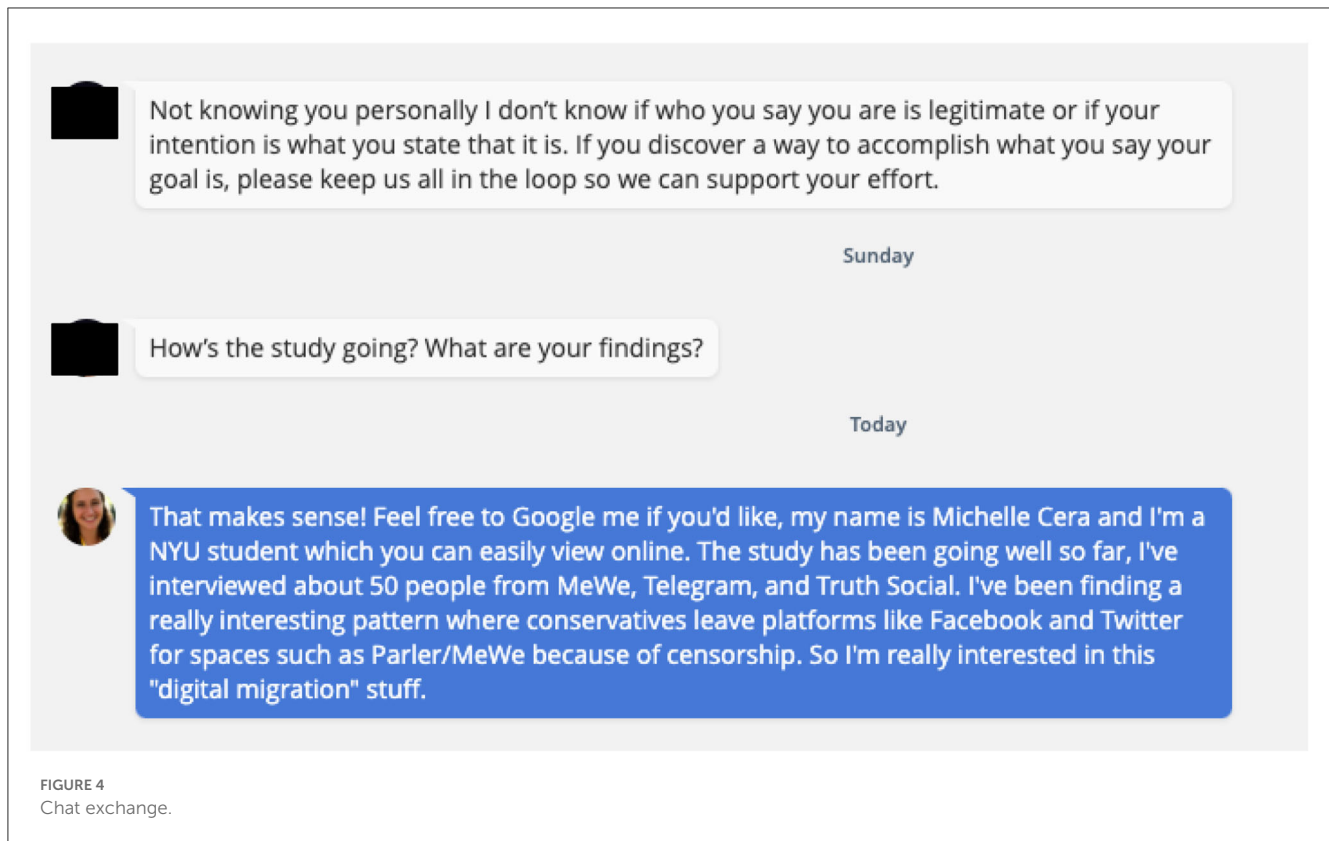 Not knowing you personally I don’t know if who you say you are is legitimate or if your
intention is what you state that it is. If you discover a way to accomplish what you say your
goal is, please keep us all in the loop so we can support your effort.
Sunday
How’s the study going? What are your findings?
Today
That makes sense! Feel free to Google me if you'd like, my name is Michelle Cera and I'm a
NYU student which you can easily view online. The study has been going well so far, I've
interviewed about 50 people from MeWe, Telegram, and Truth Social. I've been finding a
really interesting pattern where conservatives leave platforms like Facebook and Twitter
for spaces such as Parler/MeWe because of censorship. So I'm really interested in this
"digital migration" stuff.
FIGURE 4
Chat exchange.